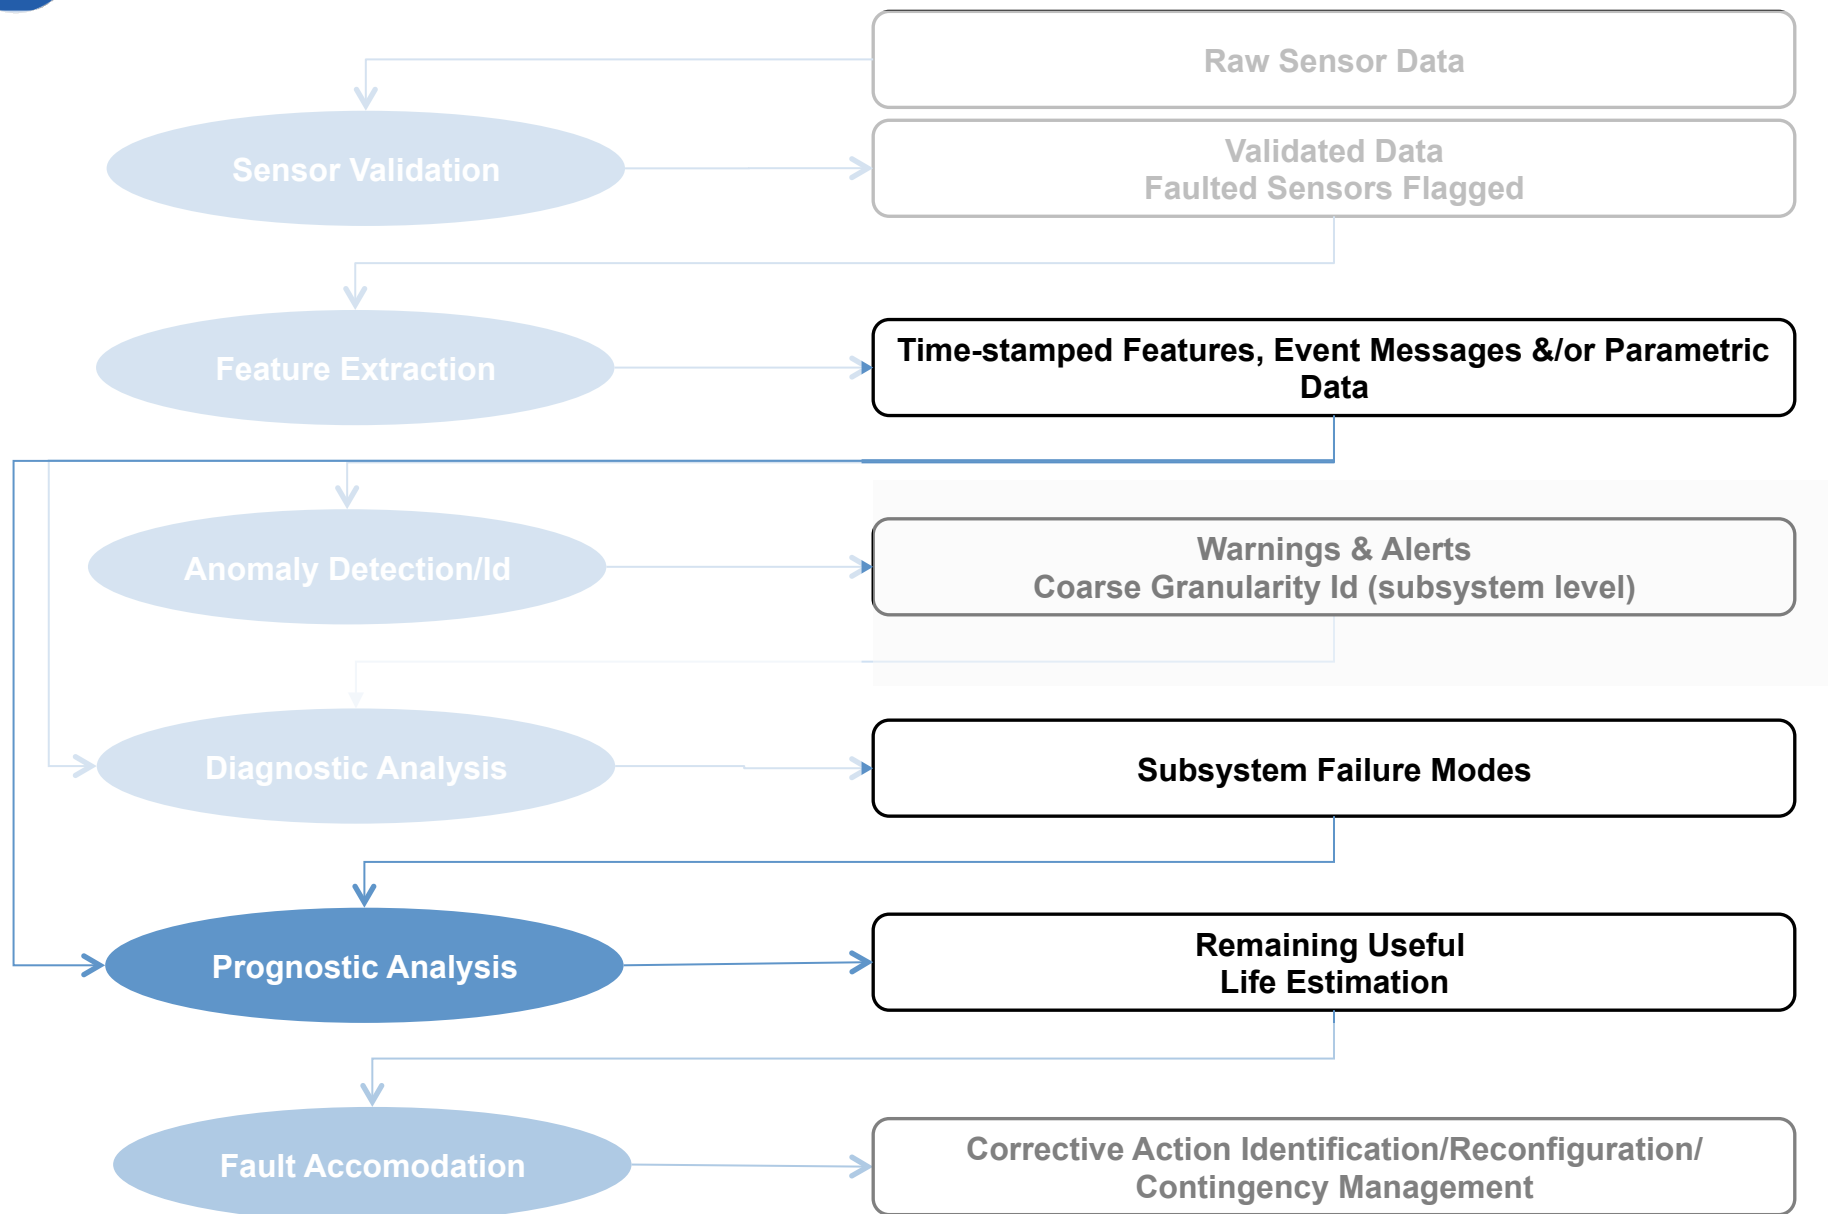 Raw Sensor Data
Sensor Validation
Validated Data
Faulted Sensors Flagged
Feature Extraction
Time-stamped Features, Event Messages &/or Parametric
Data
Anomaly Detection/Id
Warnings & Alerts
Coarse Granularity Id (subsystem level)
Diagnostic Analysis
Subsystem Failure Modes
Prognostic Analysis
Remaining Useful
Life Estimation
Fault Accomodation
Corrective Action Identification/Reconfiguration/
Contingency Management